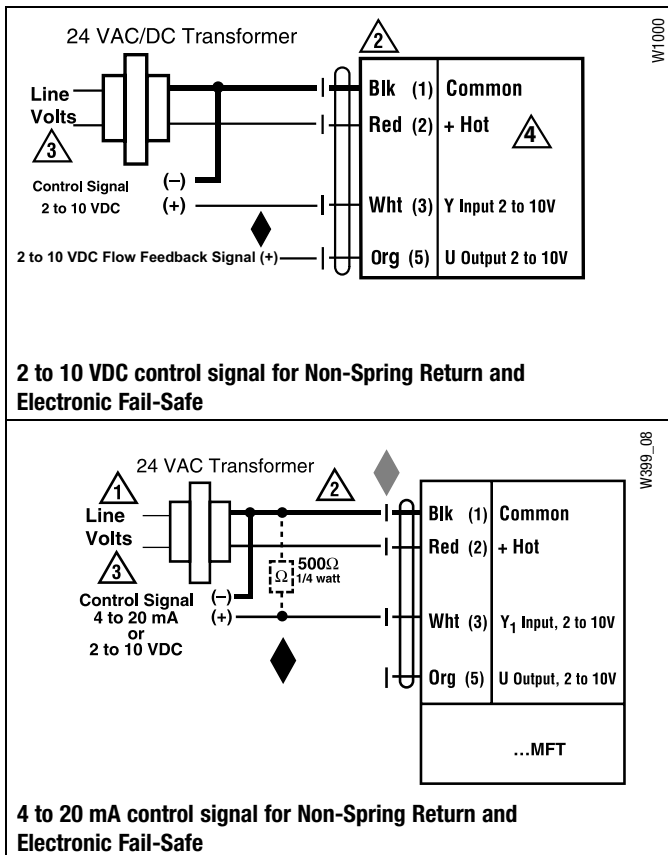 24 VAC/DC Transformer
2
W1000
Line
Volts
3
Blk (1) Common
Red (2) + Hot
4
Control Signal
2 to 10 VDC
(–)
(+)
Wht (3) Y Input 2 to 10V
2 to 10 VDC Flow Feedback Signal (+)
Org (5) U Output 2 to 10V
2 to 10 VDC control signal for Non-Spring Return and
Electronic Fail-Safe
24 VAC Transformer
W399_08
1
2
Line
Volts
3
Blk (1) Common
Red (2) + Hot
500Ω
1/4 watt
Ω
Control Signal
4 to 20 mA
or
2 to 10 VDC
(–)
(+)
Wht (3) Y1 Input, 2 to 10V
Org (5) U Output, 2 to 10V
...MFT
4 to 20 mA control signal for Non-Spring Return and
Electronic Fail-Safe